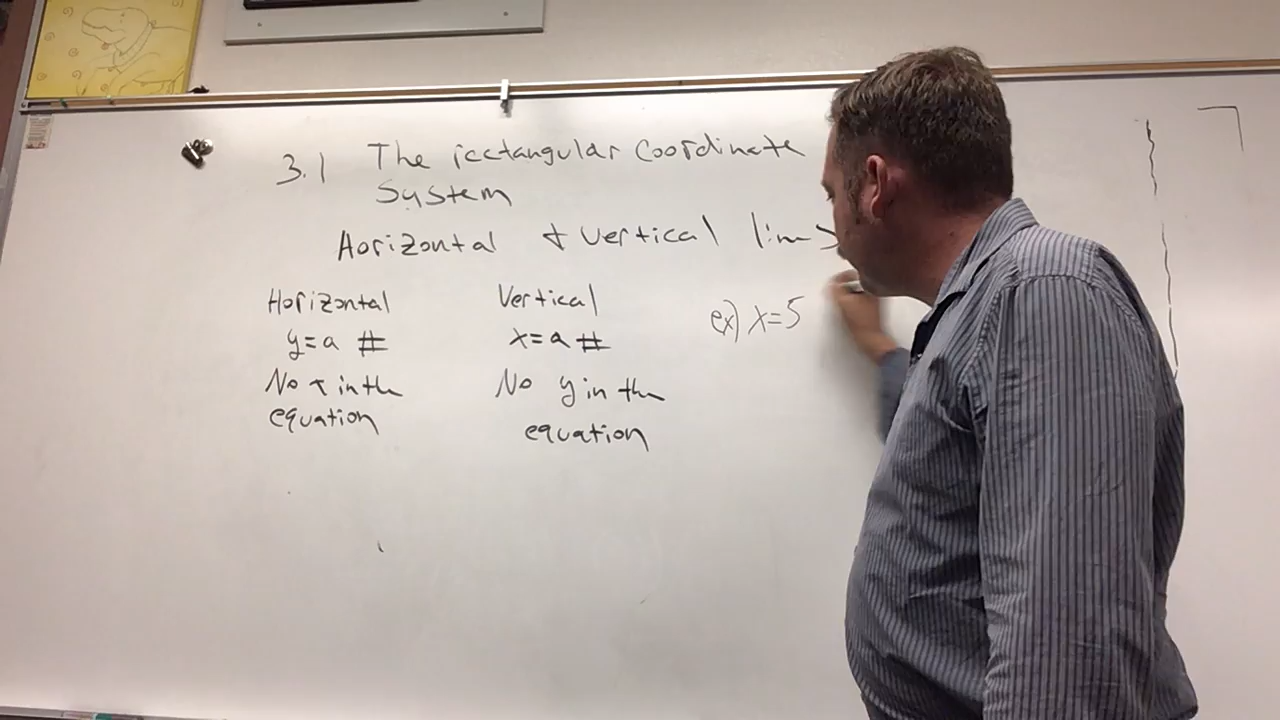 3.1 The rectangular coordinate
System
Horizontal & vertical lines
Horizontal
y=a #
No x in the
equation
Vertical
x=a #
No y in the
equation
ex) x=5